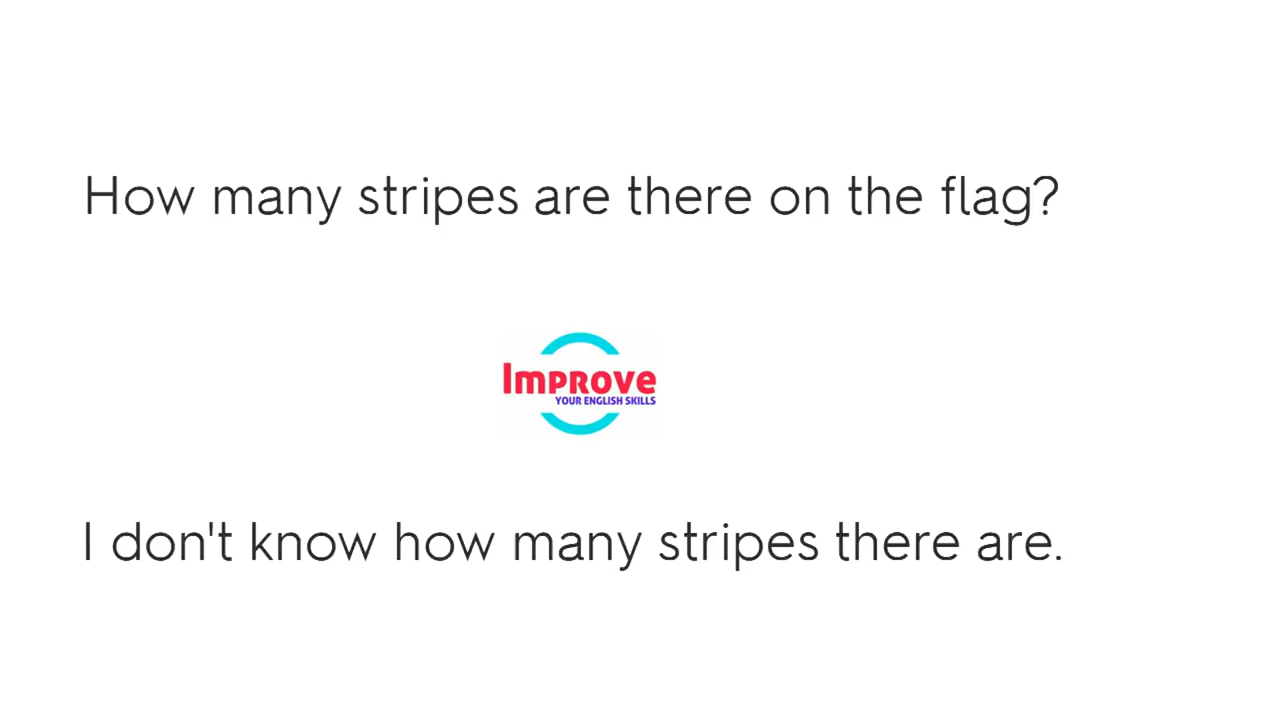 How many stripes are there on the flag?
Improve
YOUR ENGLISH SKILLS
I don't know how many stripes there are.